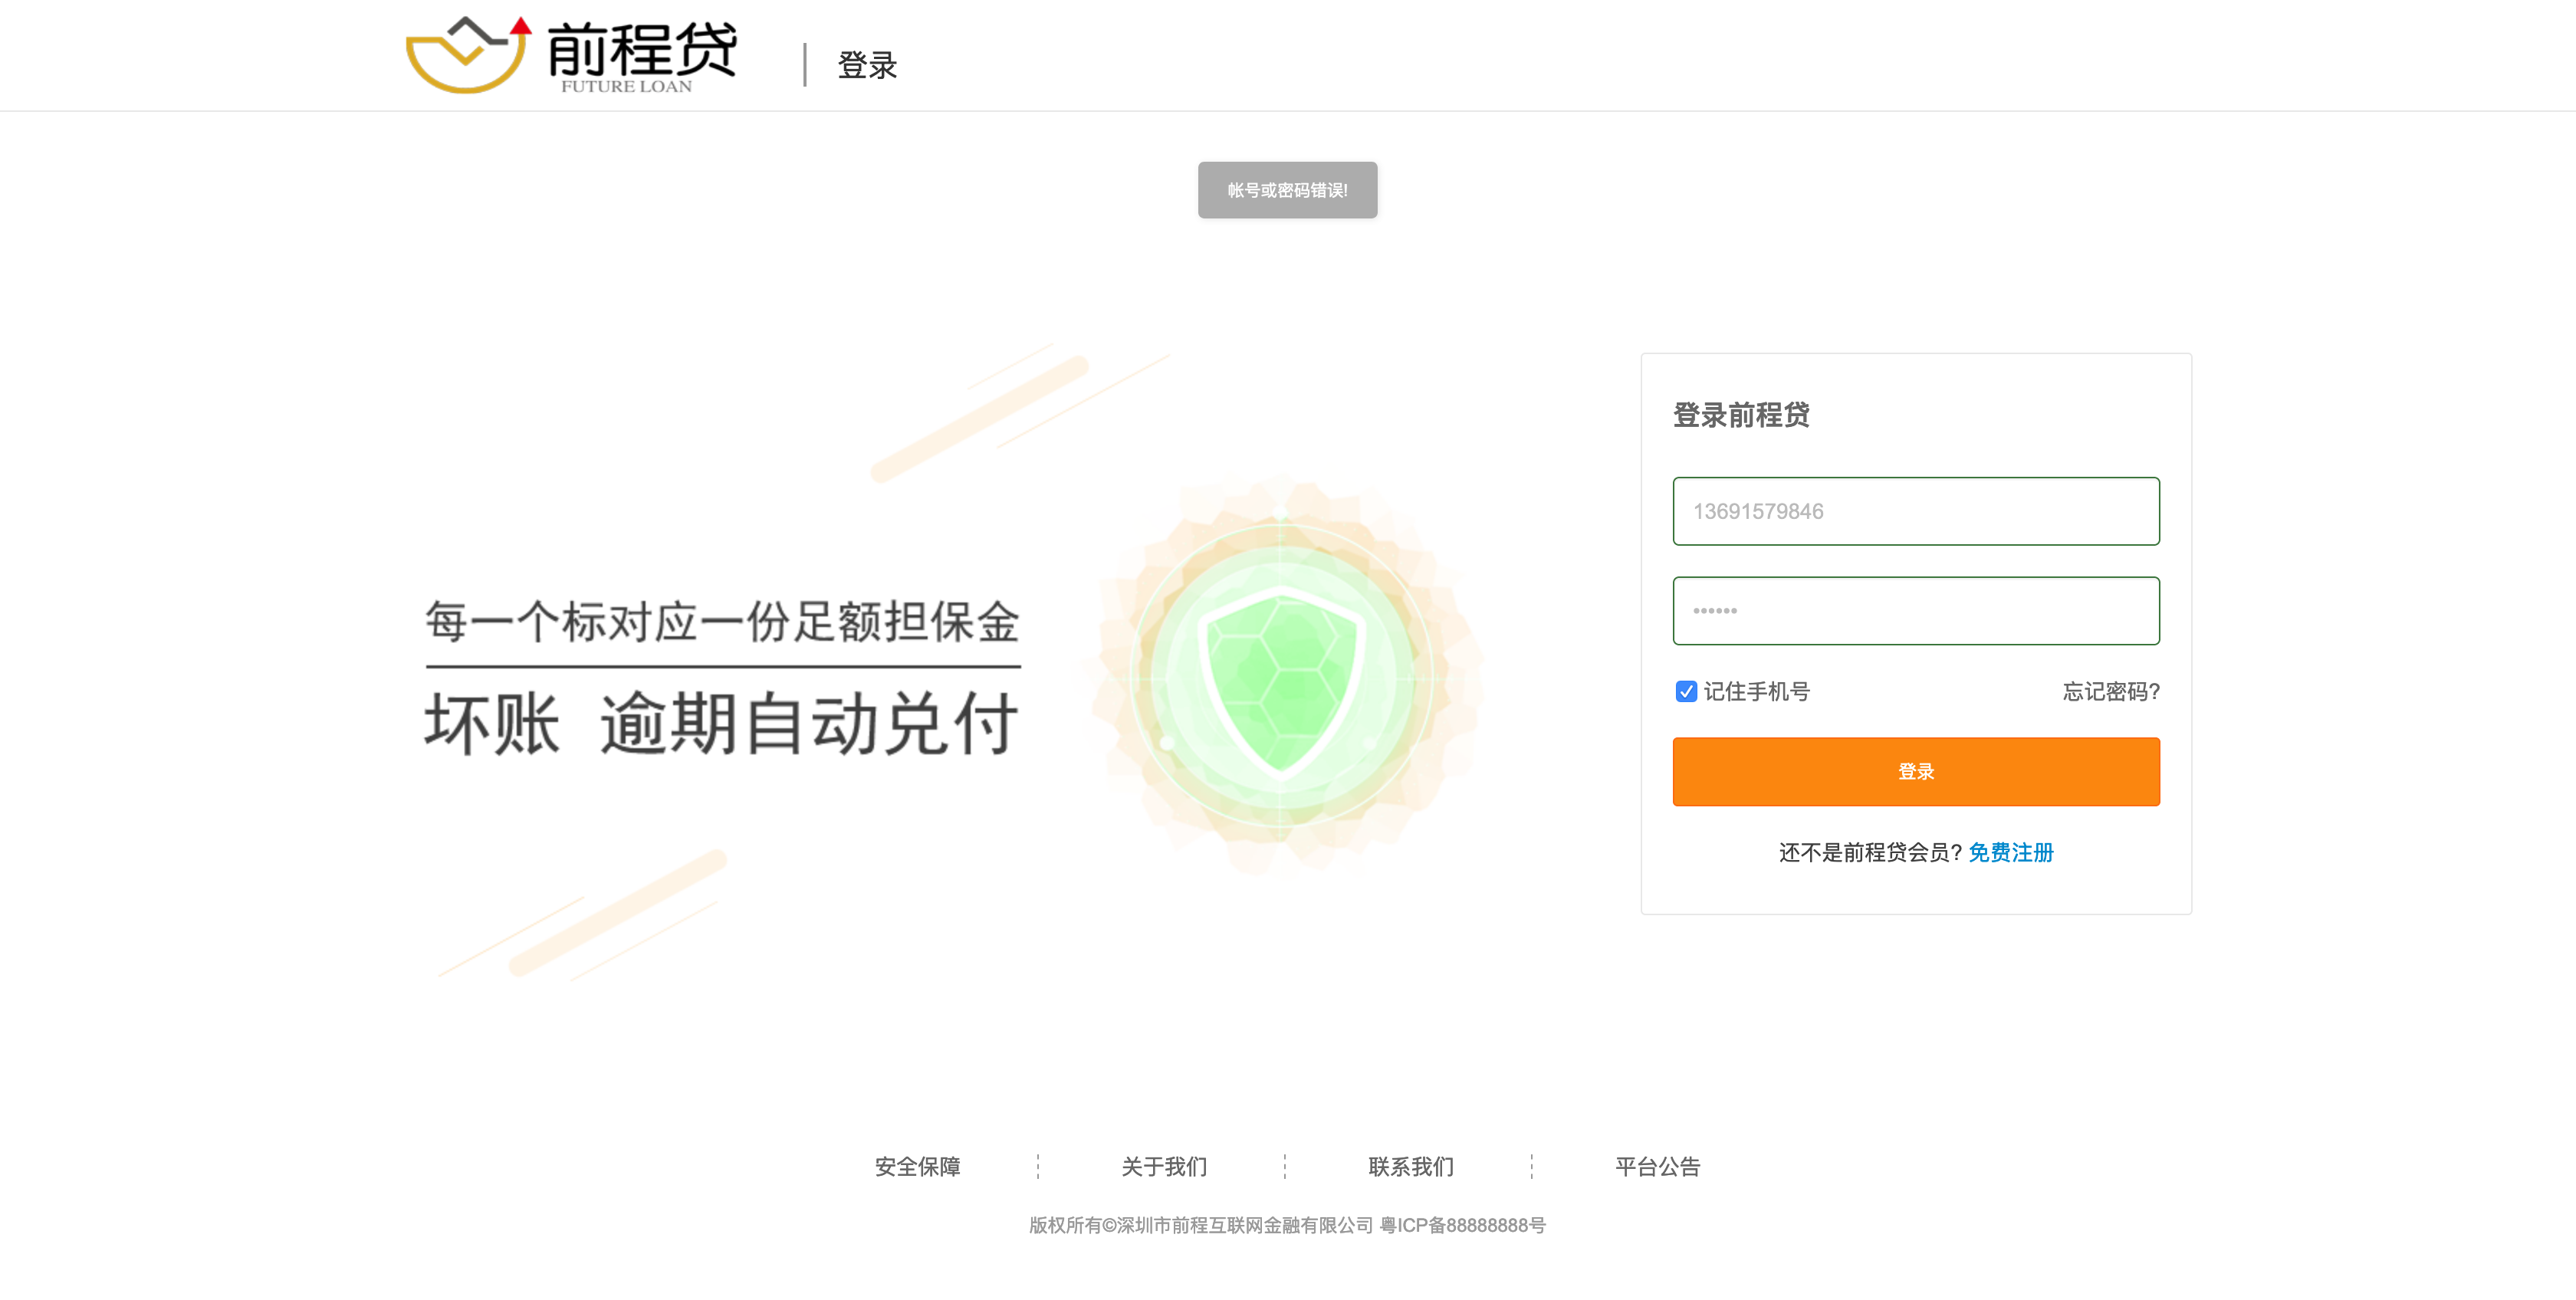 前程贷
FUTURE LOAN
登录
帐号或密码错误!
每一个标对应一份足额担保金
坏账 逾期自动兑付
登录前程贷
13691579846
••••••
记住手机号
忘记密码?
登录
还不是前程贷会员? 免费注册
安全保障
关于我们
联系我们
平台公告
版权所有©深圳市前程互联网金融有限公司 粤ICP备88888888号